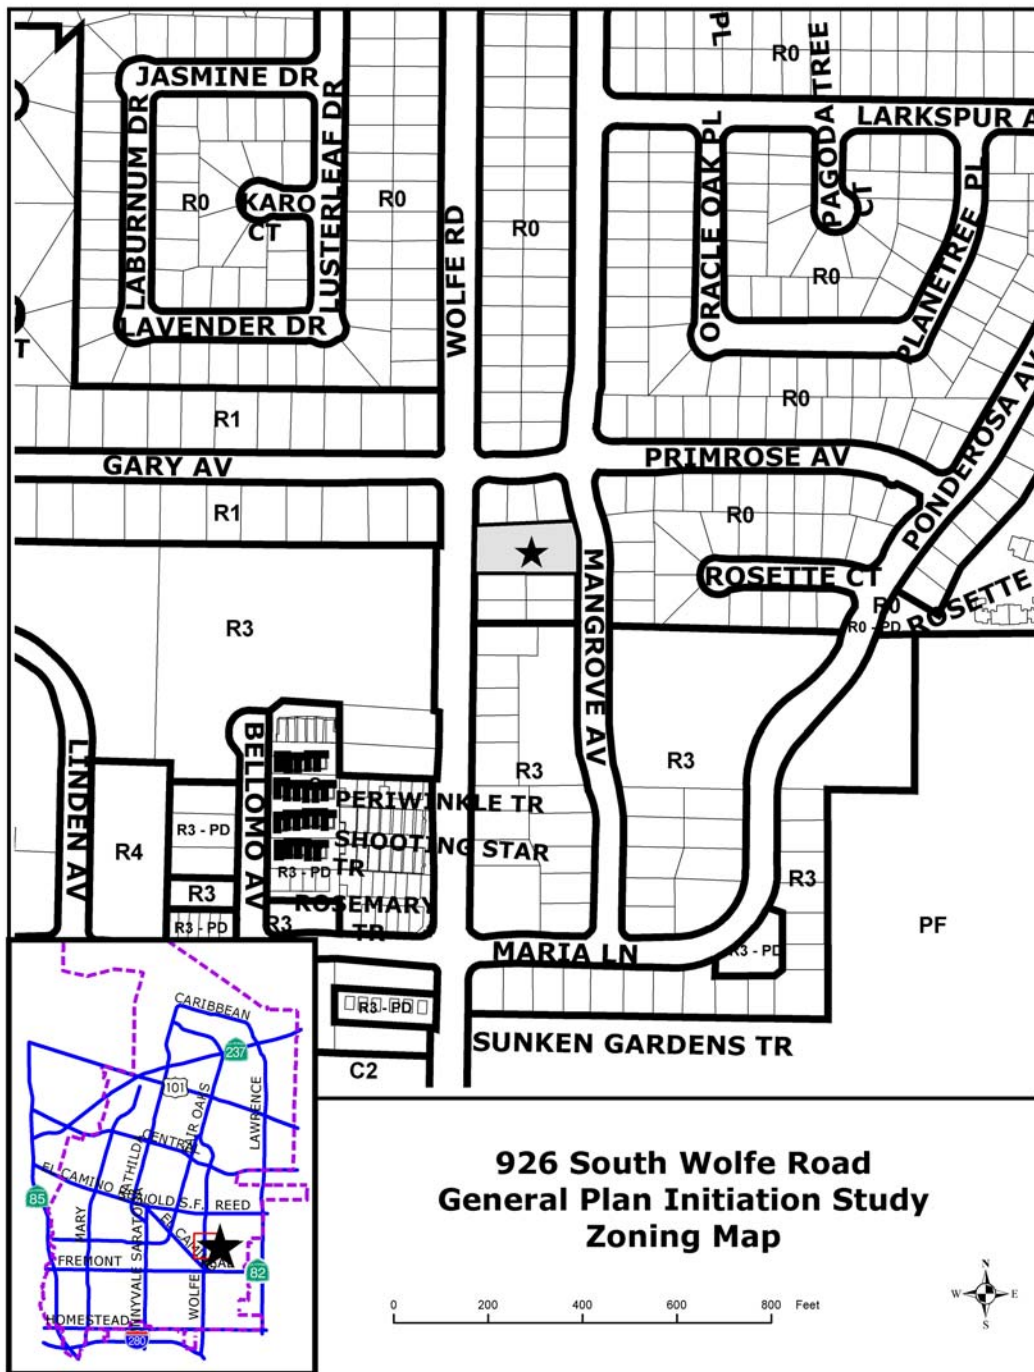 PL
R0
JASMINE DR
PAGODA TREE
CT
LARKSPUR A
LABURNUM DR
LUSTERLEAF DR
ORACLE OAK PL
PLANETREE PL
R0
KARO
CT
R0
WOLFE RD
R0
R0
LAVENDER DR
T
R0
PONDEROSA AV
R1
GARY AV
PRIMROSE AV
R1
R0
MANGROVE AV
ROSETTE CT
ROSETTE
R0
R0 - PD
R3
LINDEN AV
BELLOMO AV
R3
R3
PERIWINKLE TR
R3 - PD
SHOOTING STAR
TR
R4
R3 - PD
R3
R3
ROSEMARY
TR
R3 - PD
R3
PF
MARIA LN
R3 - PD
R3 - PD
SUNKEN GARDENS TR
C2
CARIBBEAN
237
101
FAIR OAKS
LAWRENCE
CENTRAL
MATHILDA
EL CAMINO
OLD S.F.
REED
85
MARY
EL CAMINO
FREMONT
82
WOLFE
HOMESTEAD
280
926 South Wolfe Road
General Plan Initiation Study
Zoning Map
0 200 400 600 800 Feet
N
W E
S